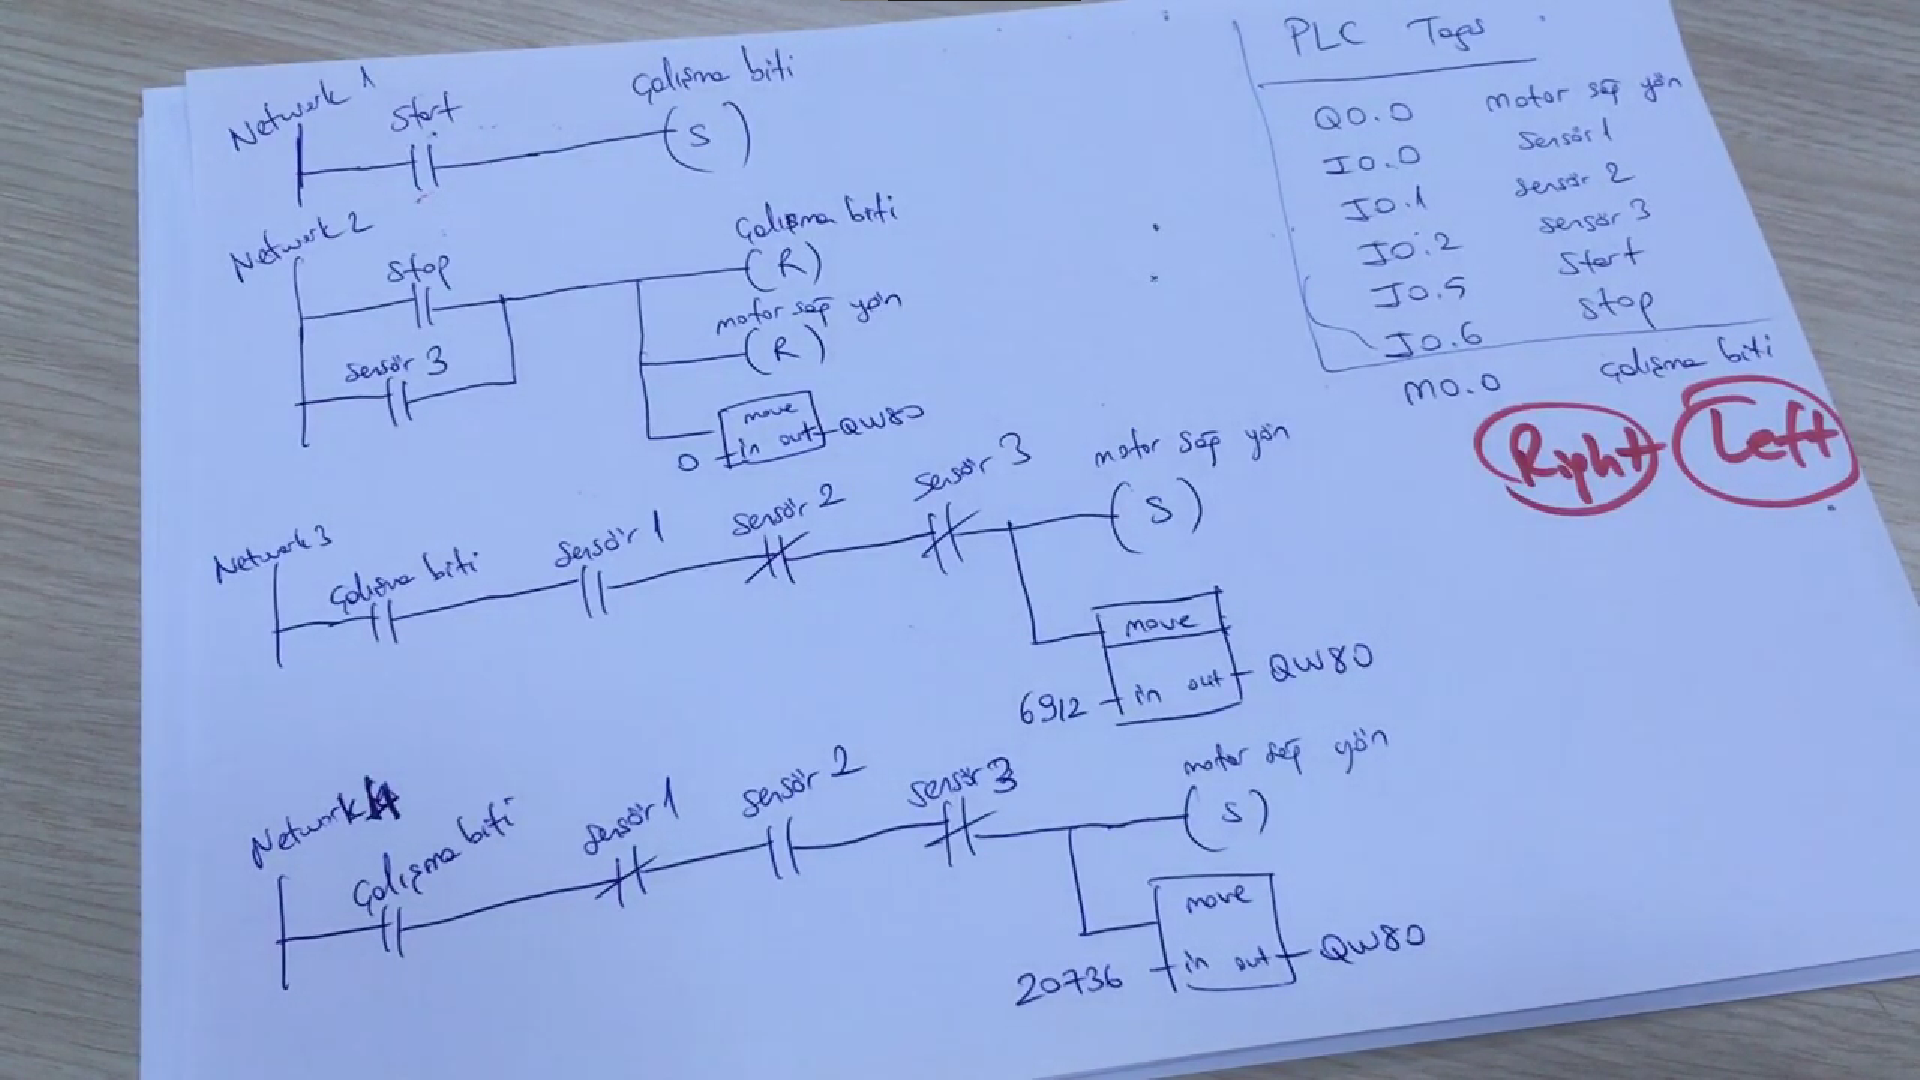 Network 1
Start
Çalışma biti
(S)
Network 2
Stop
Çalışma biti
(R)
motor sağ yön
(R)
sensör 3
move
in out
0
QW80
Network 3
Çalışma biti
sensör 1
sensör 2
sensör 3
motor sağ yön
(S)
move
6912
in out
QW80
Network 4
Çalışma biti
sensör 1
sensör 2
sensör 3
motor sağ yön
(S)
move
20736
in out
QW80
PLC Tags
Q0.0 motor sağ yön
I0.0 sensör 1
I0.1 sensör 2
I0.2 sensör 3
I0.5 Start
I0.6 stop
M0.0 Çalışma biti
Right Left